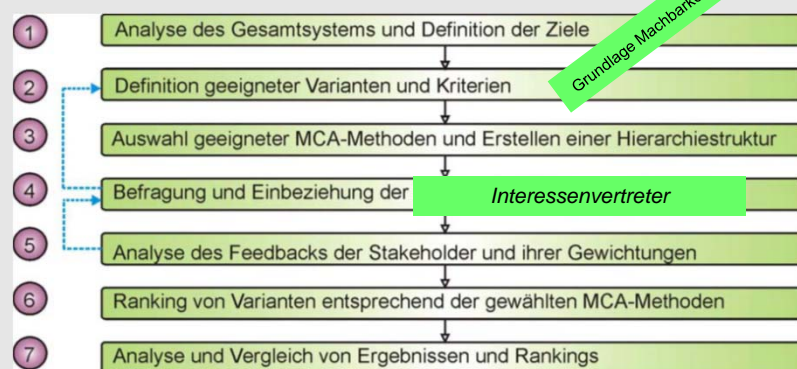 1 Analyse des Gesamtsystems und Definition der Ziele
Grundlage
2 Definition geeigneter Varianten und Kriterien
3 Auswahl geeigneter MCA-Methoden und Erstellen einer Hierarchiestruktur
4 Befragung und Einbeziehung der Interessenvertreter
5 Analyse des Feedbacks der Stakeholder und ihrer Gewichtungen
6 Ranking von Varianten entsprechend der gewählten MCA-Methoden
7 Analyse und Vergleich von Ergebnissen und Rankings